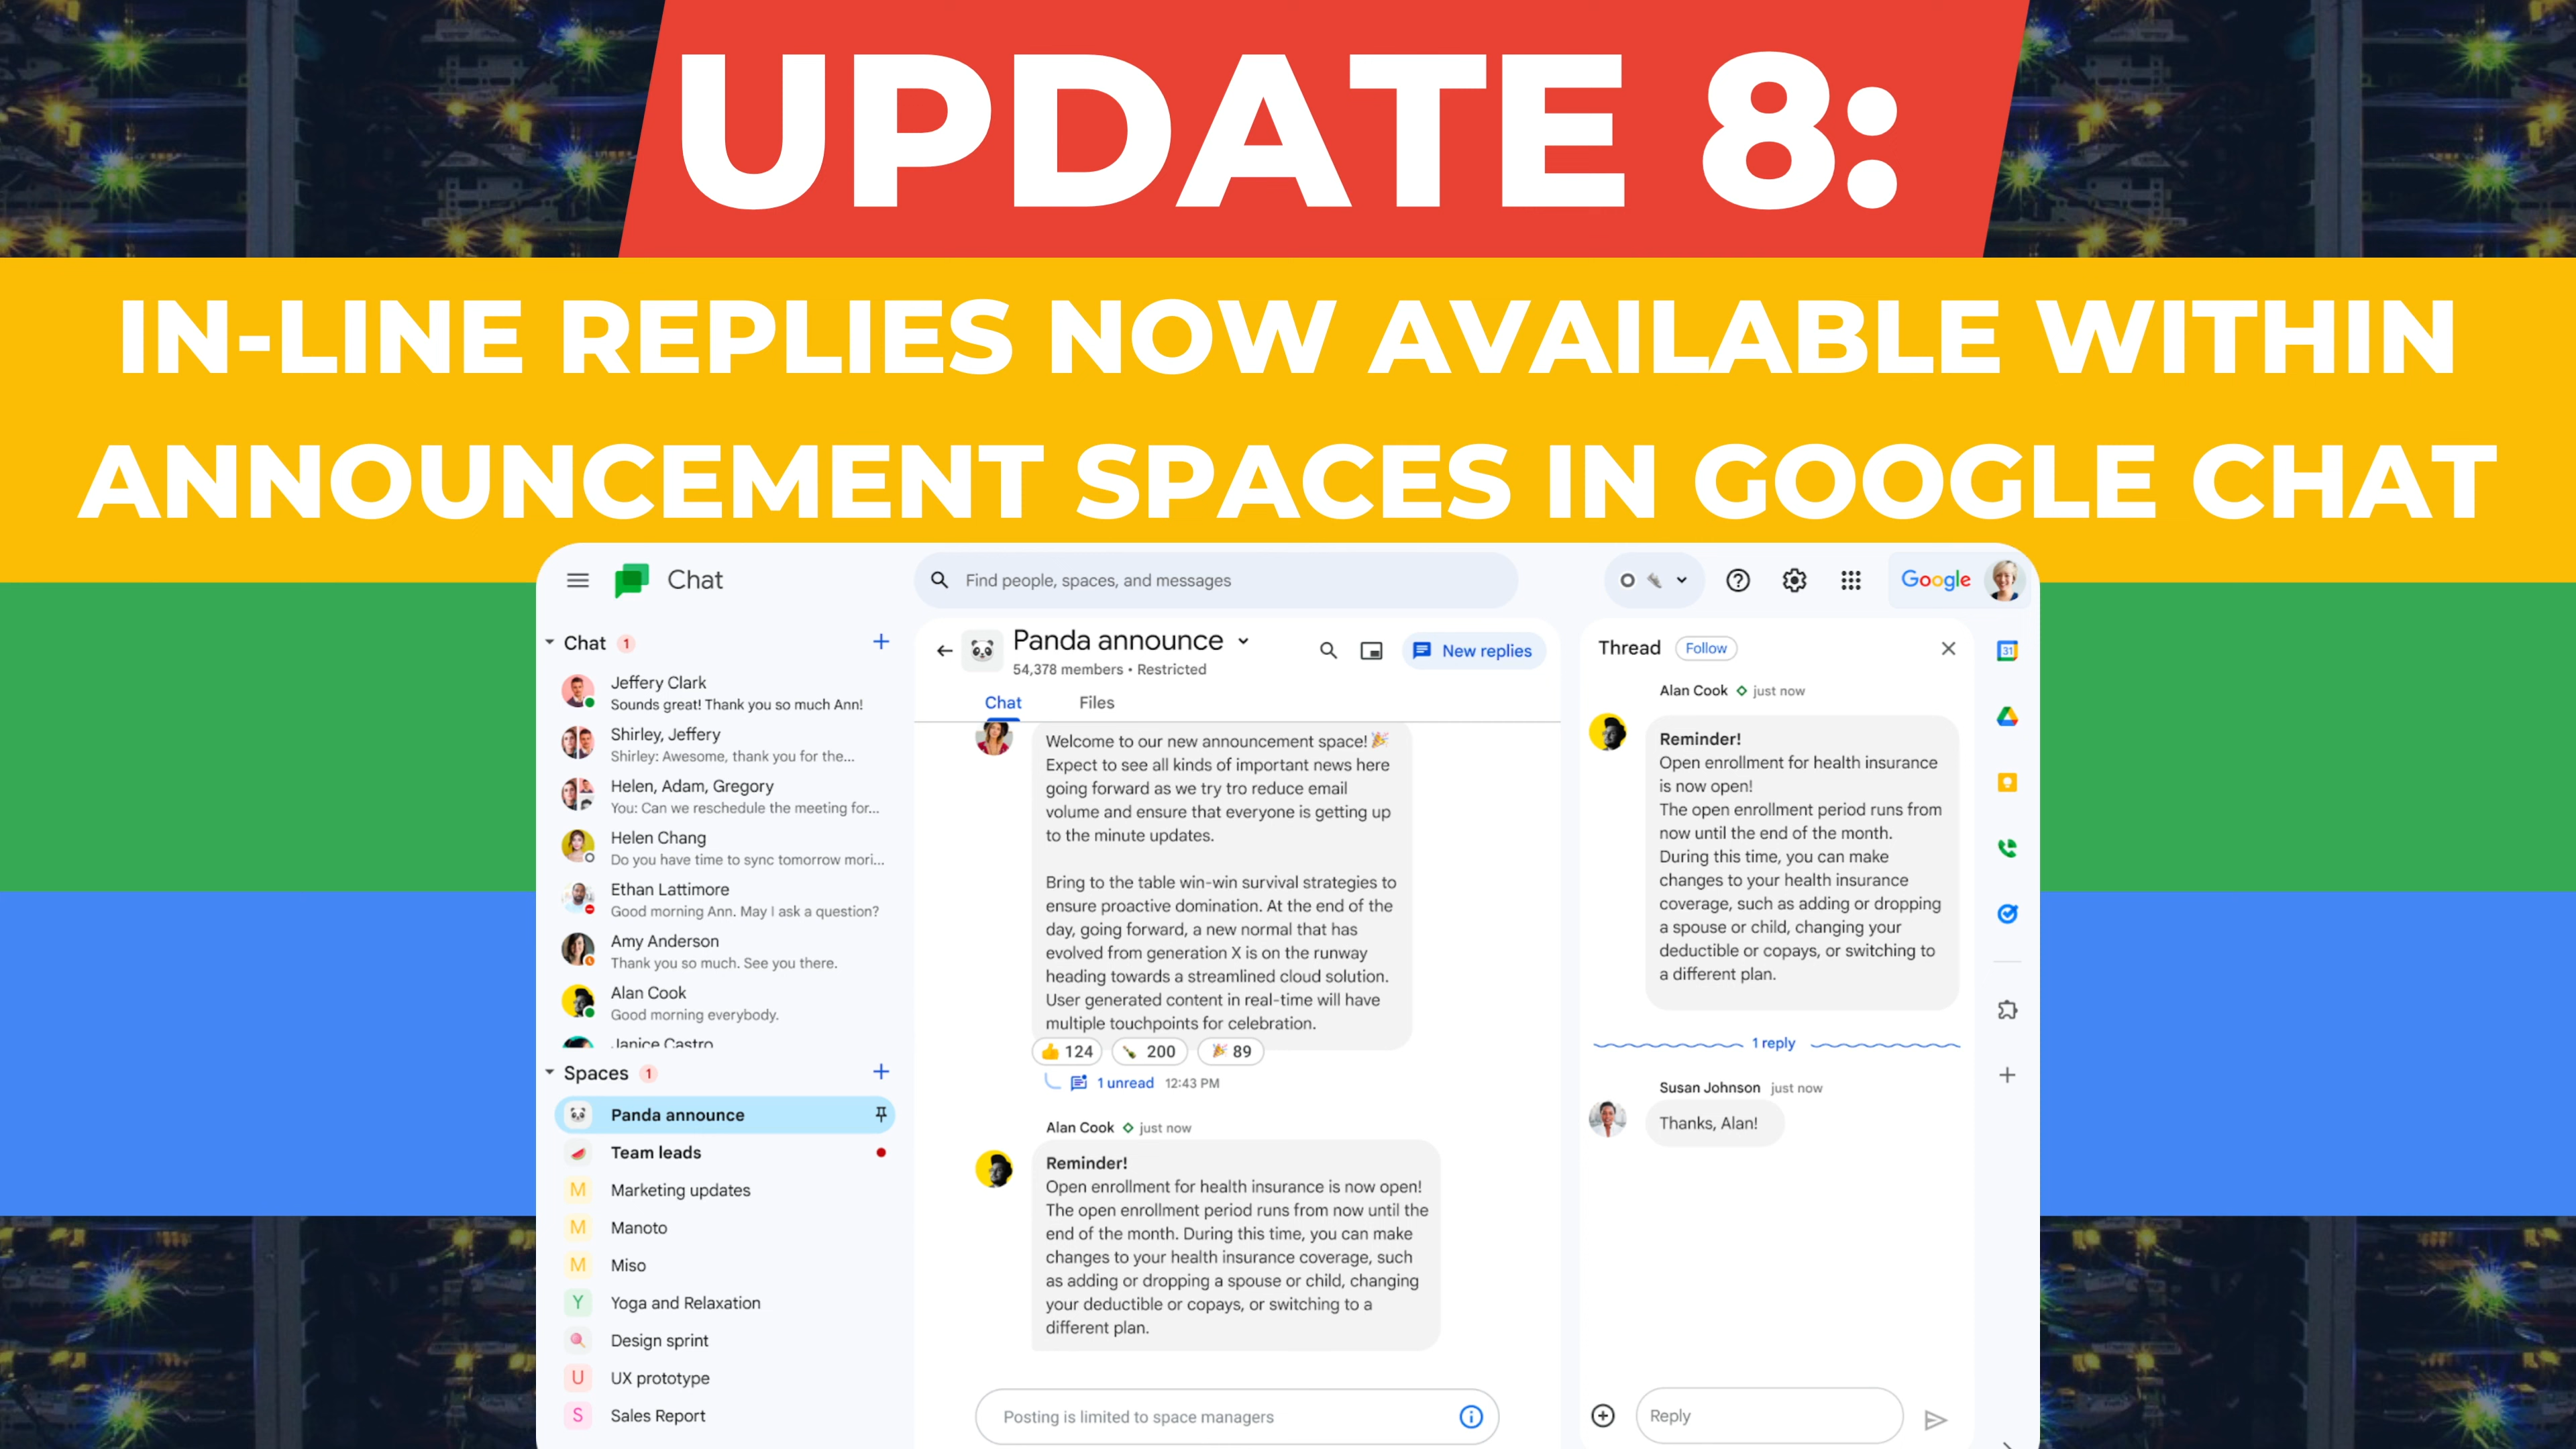 UPDATE 8:
IN-LINE REPLIES NOW AVAILABLE WITHIN
ANNOUNCEMENT SPACES IN GOOGLE CHAT
Chat
Find people, spaces, and messages
Google
Chat 1
Jeffery Clark
Sounds great! Thank you so much Ann!
Shirley, Jeffery
Shirley: Awesome, thank you for the...
Helen, Adam, Gregory
You: Can we reschedule the meeting for...
Helen Chang
Do you have time to sync tomorrow mori...
Ethan Lattimore
Good morning Ann. May I ask a question?
Amy Anderson
Thank you so much. See you there.
Alan Cook
Good morning everybody.
Janice Castro
Spaces 1
Panda announce
Team leads
M Marketing updates
M Manoto
M Miso
Y Yoga and Relaxation
Design sprint
U UX prototype
S Sales Report
Panda announce
54,378 members • Restricted
New replies
Chat Files
Welcome to our new announcement space! 🎉
Expect to see all kinds of important news here
going forward as we try tro reduce email
volume and ensure that everyone is getting up
to the minute updates.
Bring to the table win-win survival strategies to
ensure proactive domination. At the end of the
day, going forward, a new normal that has
evolved from generation X is on the runway
heading towards a streamlined cloud solution.
User generated content in real-time will have
multiple touchpoints for celebration.
👍 124 🍾 200 🎉 89
1 unread 12:43 PM
Alan Cook just now
Reminder!
Open enrollment for health insurance is now open!
The open enrollment period runs from now until the
end of the month. During this time, you can make
changes to your health insurance coverage, such
as adding or dropping a spouse or child, changing
your deductible or copays, or switching to a
different plan.
Posting is limited to space managers
Thread Follow
Alan Cook just now
Reminder!
Open enrollment for health insurance
is now open!
The open enrollment period runs from
now until the end of the month.
During this time, you can make
changes to your health insurance
coverage, such as adding or dropping
a spouse or child, changing your
deductible or copays, or switching to
a different plan.
1 reply
Susan Johnson just now
Thanks, Alan!
Reply
31